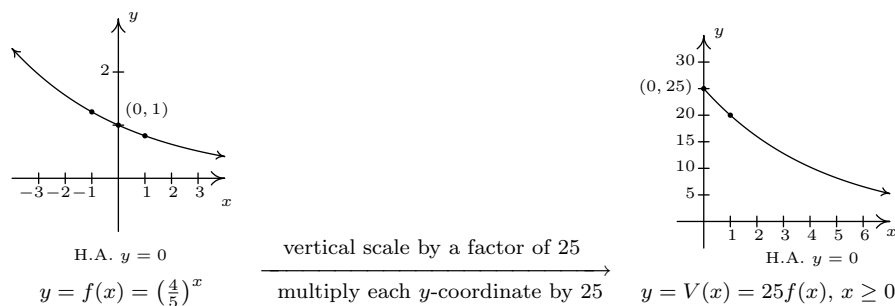 y
2
(0, 1)
−3 −2 −1 1 2 3 x
H.A. y = 0
y = f(x) = (4/5)^x
vertical scale by a factor of 25
multiply each y-coordinate by 25
y
30
(0, 25)
20
15
10
5
1 2 3 4 5 6 x
H.A. y = 0
y = V(x) = 25f(x), x ≥ 0